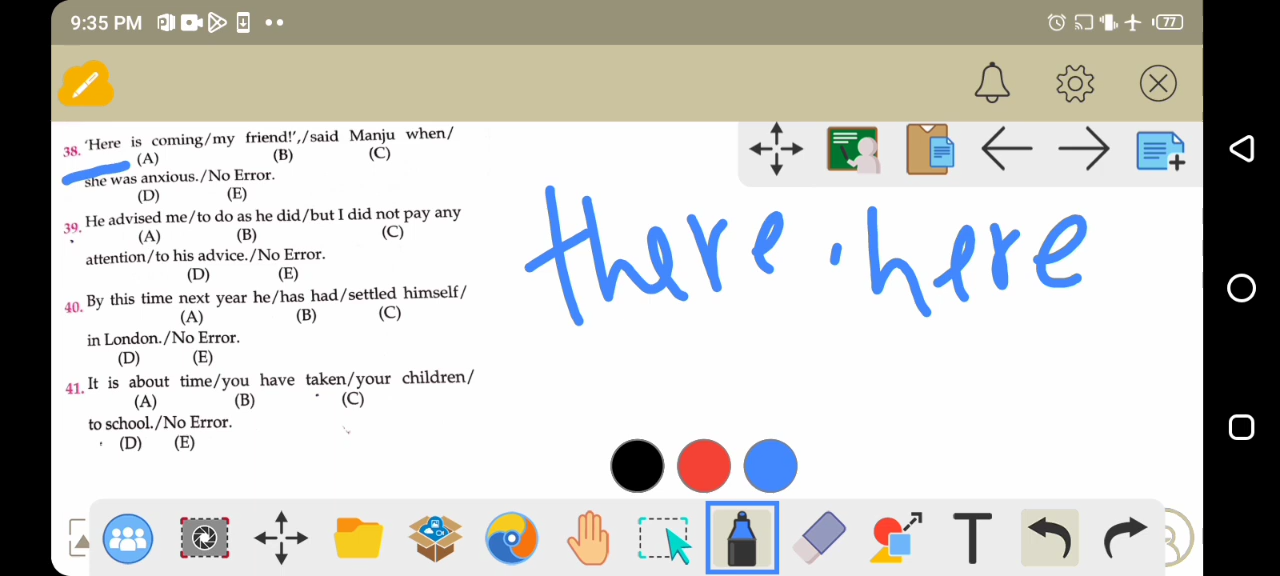 9:35 PM
77
38. 'Here is coming/my friend!',/said Manju when/
(A) (B) (C)
she was anxious./No Error.
(D) (E)
39. He advised me/to do as he did/but I did not pay any
(A) (B) (C)
attention/to his advice./No Error.
(D) (E)
40. By this time next year he/has had/settled himself/
(A) (B) (C)
in London./No Error.
(D) (E)
41. It is about time/you have taken/your children/
(A) (B) (C)
to school./No Error.
(D) (E)
there . here
T